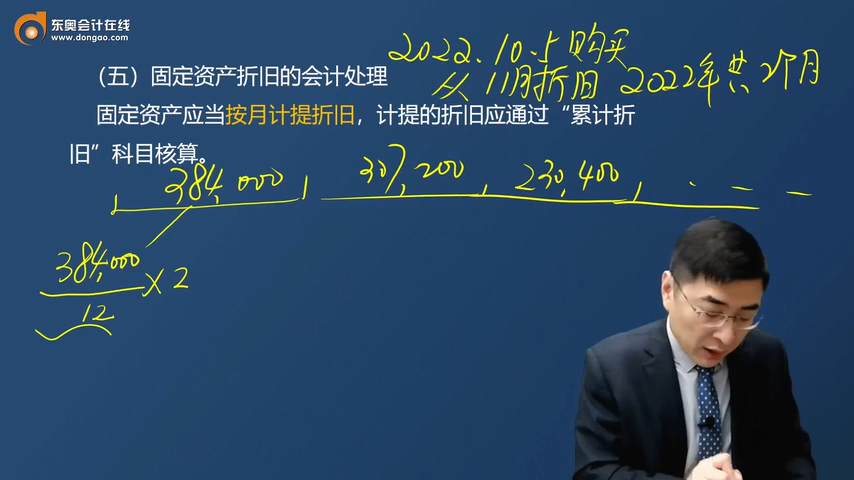 东奥会计在线
www.dongao.com
2022.10.5购买
从11月折旧 2022年共2个月
（五）固定资产折旧的会计处理
固定资产应当按月计提折旧，计提的折旧应通过“累计折
旧”科目核算。
384,000 307,200 230,400
384,000
12
×2